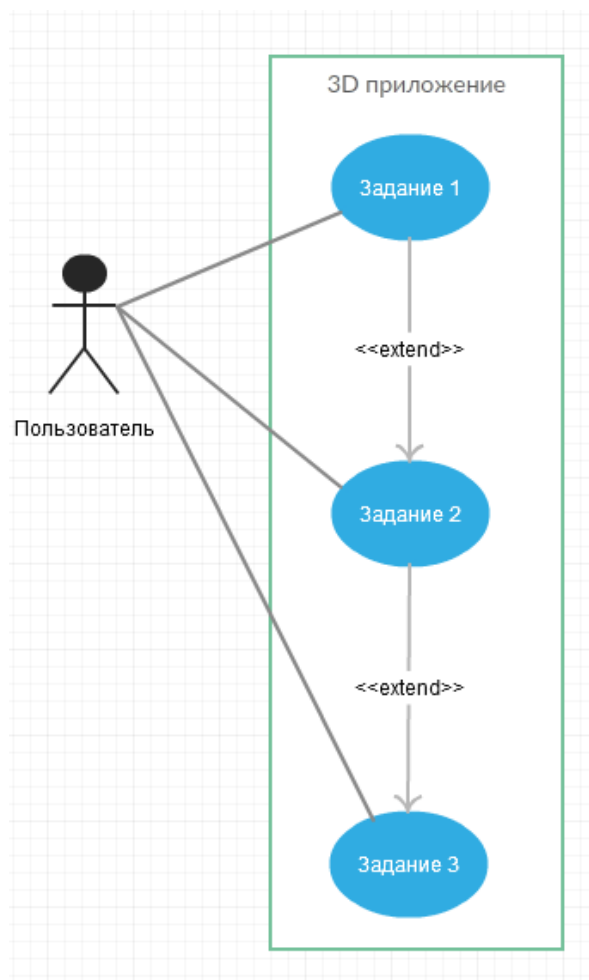 3D приложение
Задание 1
<<extend>>
Пользователь
Задание 2
<<extend>>
Задание 3